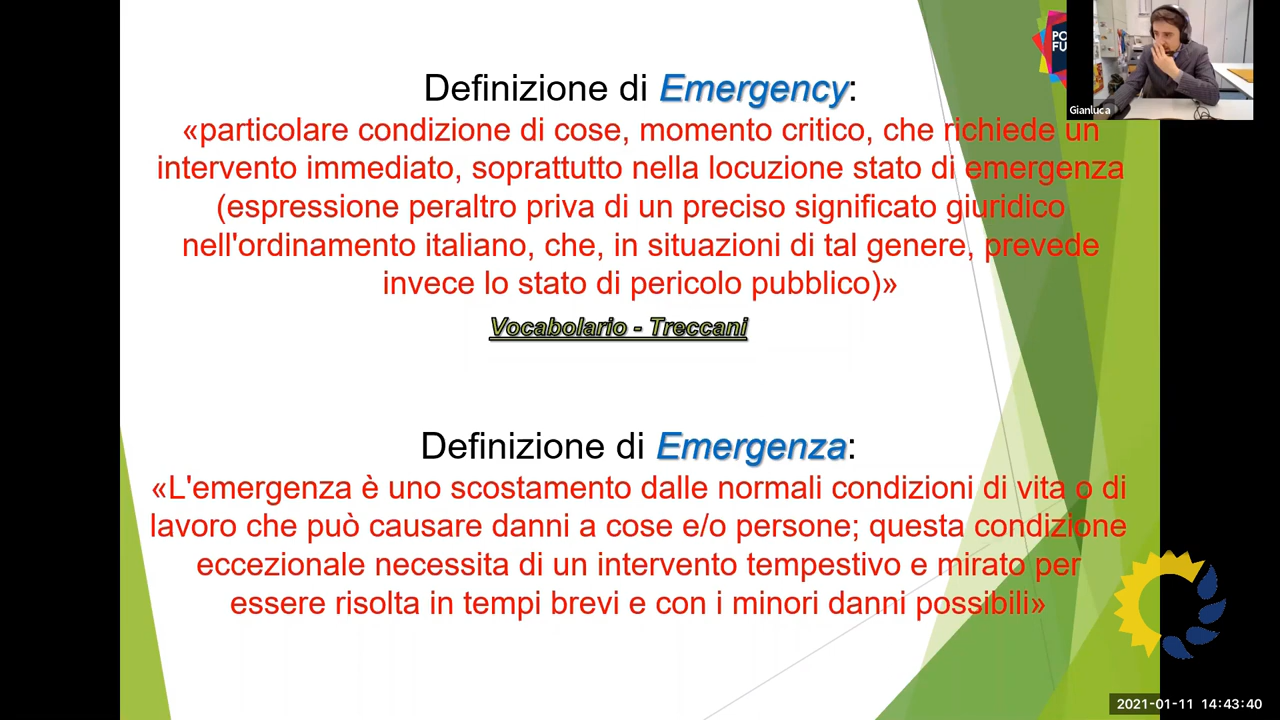 Definizione di Emergency:
«particolare condizione di cose, momento critico, che richiede un
intervento immediato, soprattutto nella locuzione stato di emergenza
(espressione peraltro priva di un preciso significato giuridico
nell'ordinamento italiano, che, in situazioni di tal genere, prevede
invece lo stato di pericolo pubblico)»
Vocabolario - Treccani
Definizione di Emergenza:
«L'emergenza è uno scostamento dalle normali condizioni di vita o di
lavoro che può causare danni a cose e/o persone; questa condizione
eccezionale necessita di un intervento tempestivo e mirato per
essere risolta in tempi brevi e con i minori danni possibili»
Gianluca
2021-01-11 14:43:40